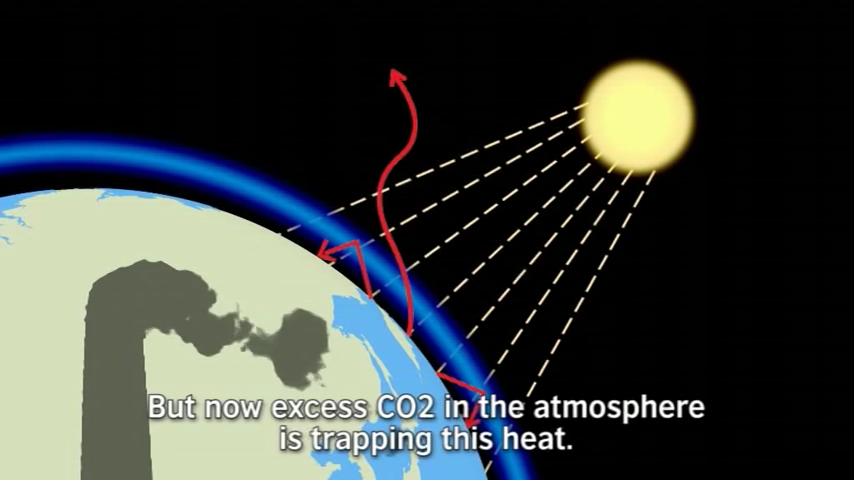 But now excess CO2 in the atmosphere
is trapping this heat.